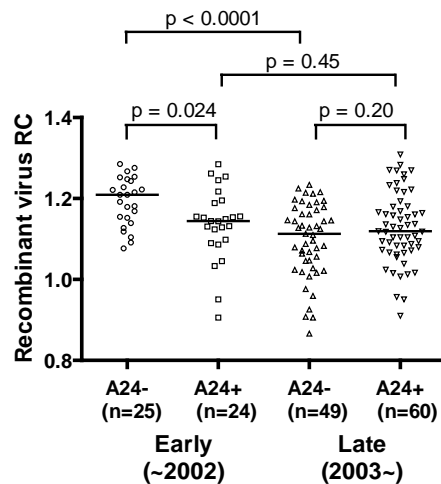 p < 0.0001
p = 0.45
p = 0.024 p = 0.20
Recombinant virus RC
1.4
1.2
1.0
0.8
A24- A24+ A24- A24+
(n=25) (n=24) (n=49) (n=60)
Early Late
(~2002) (2003~)